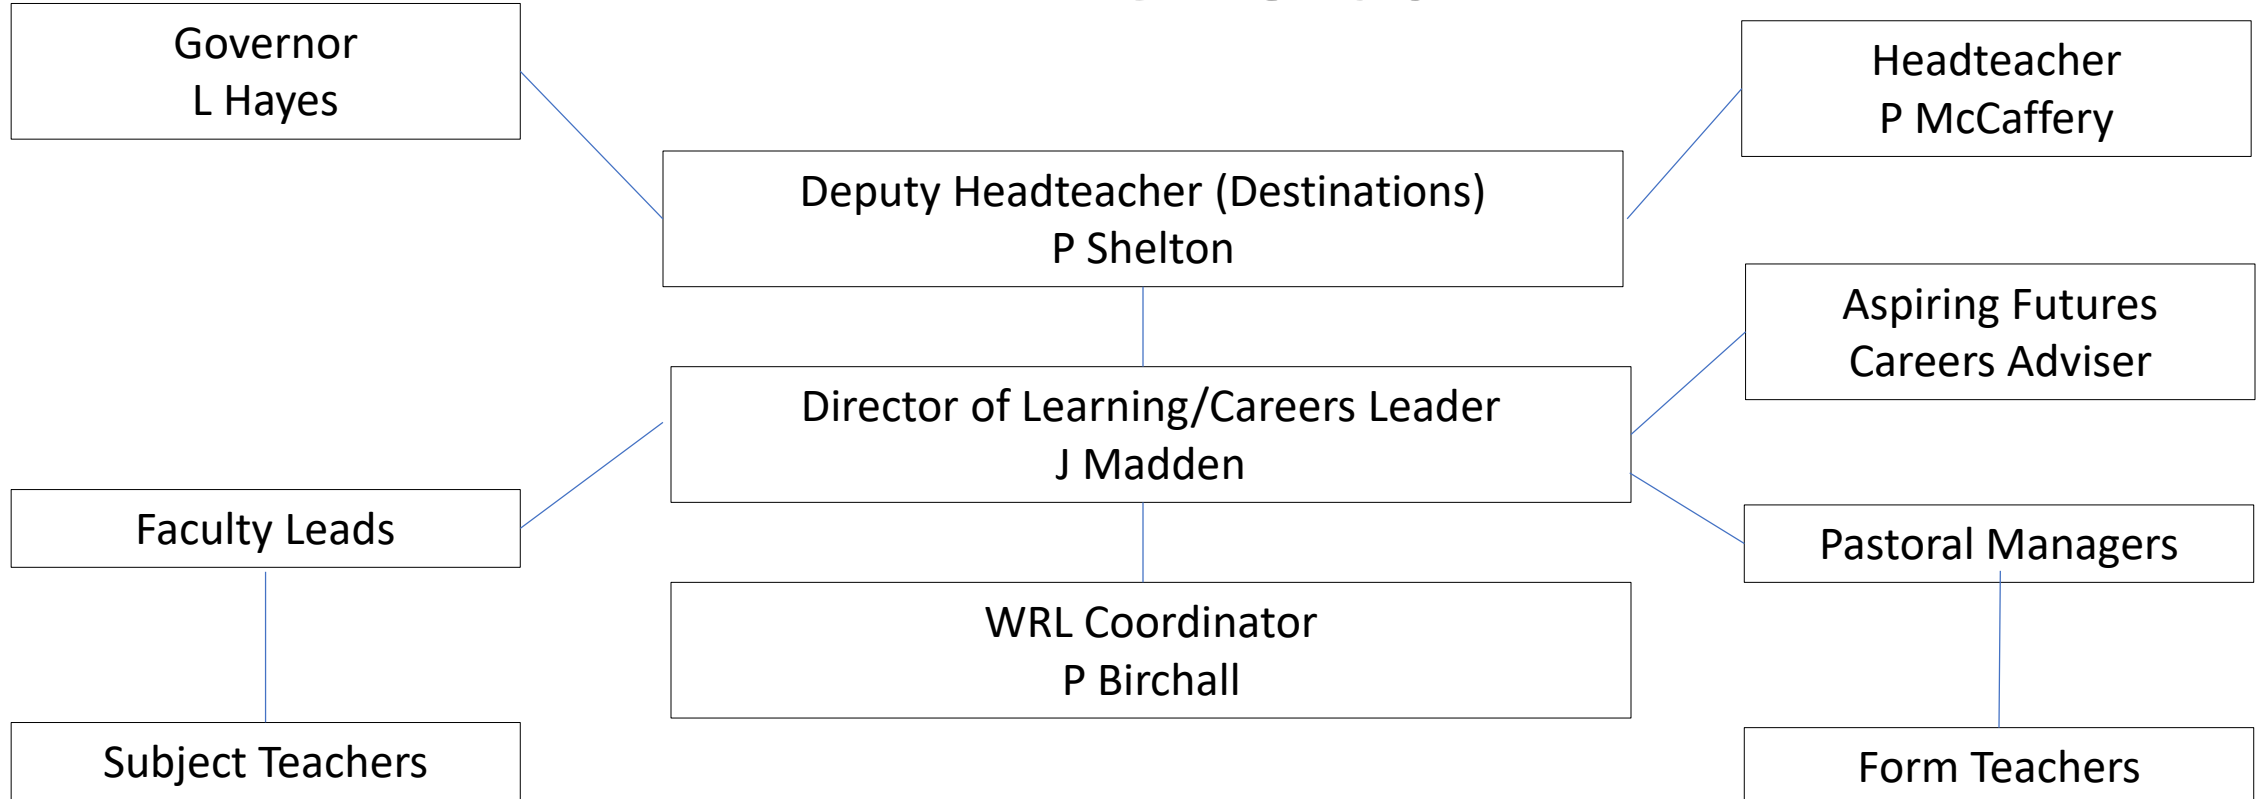 Governor
L Hayes
Headteacher
P McCaffery
Deputy Headteacher (Destinations)
P Shelton
Aspiring Futures
Careers Adviser
Director of Learning/Careers Leader
J Madden
Faculty Leads
Pastoral Managers
WRL Coordinator
P Birchall
Subject Teachers
Form Teachers